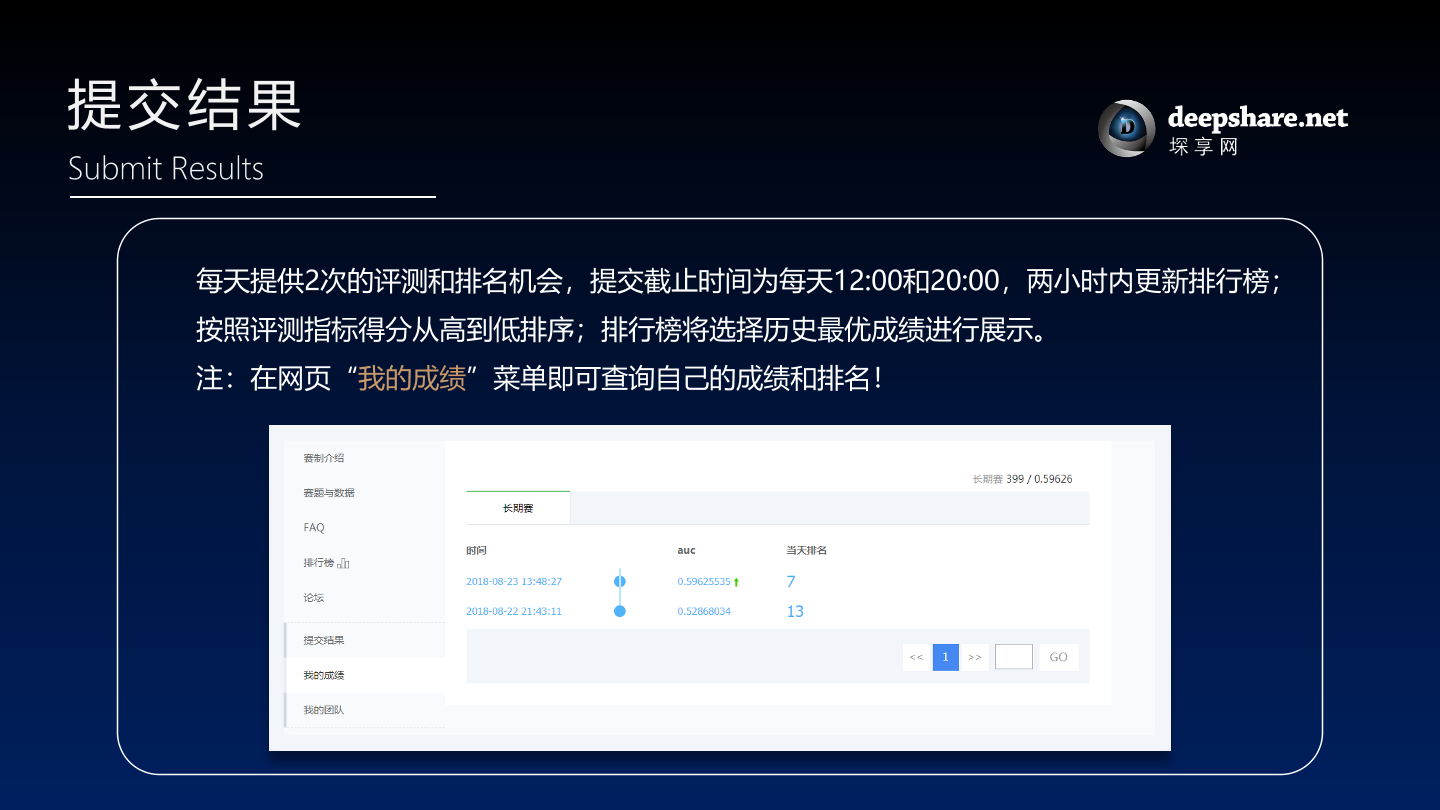 提交结果
Submit Results
deepshare.net
堔享网
每天提供2次的评测和排名机会，提交截止时间为每天12:00和20:00，两小时内更新排行榜；
按照评测指标得分从高到低排序；排行榜将选择历史最优成绩进行展示。
注：在网页“我的成绩”菜单即可查询自己的成绩和排名！
赛制介绍
赛题与数据
FAQ
排行榜
论坛
提交结果
我的成绩
我的团队
长期赛 399 / 0.59626
长期赛
时间 auc 当天排名
2018-08-23 13:48:27 0.59625535 7
2018-08-22 21:43:11 0.52868034 13
<< 1 >> GO